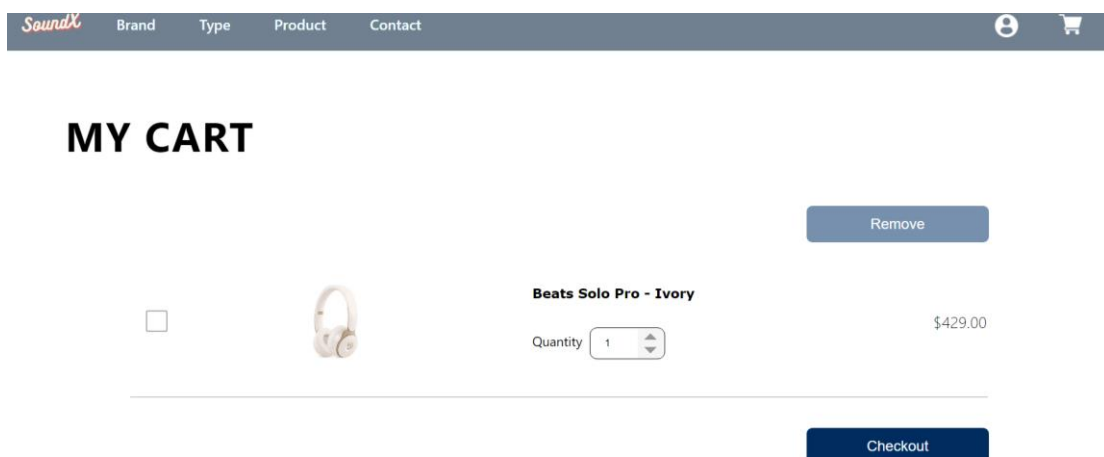 SoundX Brand Type Product Contact
MY CART
Remove
Beats Solo Pro - Ivory
$429.00
Quantity 1
Checkout